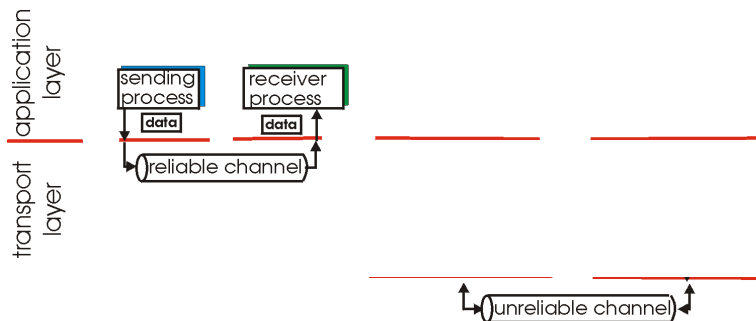 application
layer
sending
process
receiver
process
data
data
reliable channel
transport
layer
unreliable channel